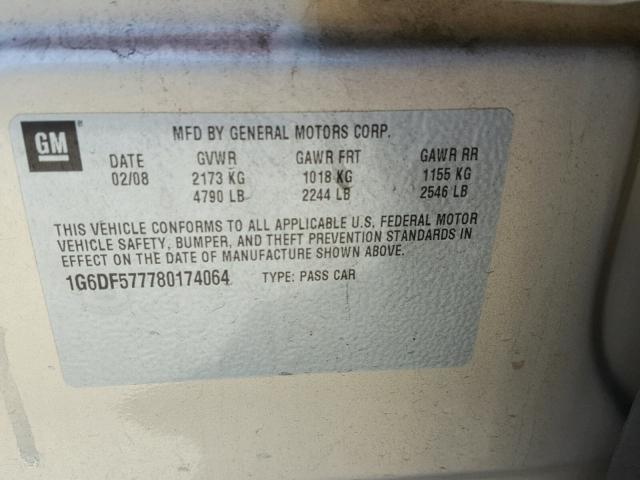 GM ®
MFD BY GENERAL MOTORS CORP.
DATE GVWR GAWR FRT GAWR RR
02/08 2173 KG 1018 KG 1155 KG
4790 LB 2244 LB 2546 LB
THIS VEHICLE CONFORMS TO ALL APPLICABLE U.S. FEDERAL MOTOR
VEHICLE SAFETY, BUMPER, AND THEFT PREVENTION STANDARDS IN
EFFECT ON THE DATE OF MANUFACTURE SHOWN ABOVE.
1G6DF577780174064 TYPE: PASS CAR